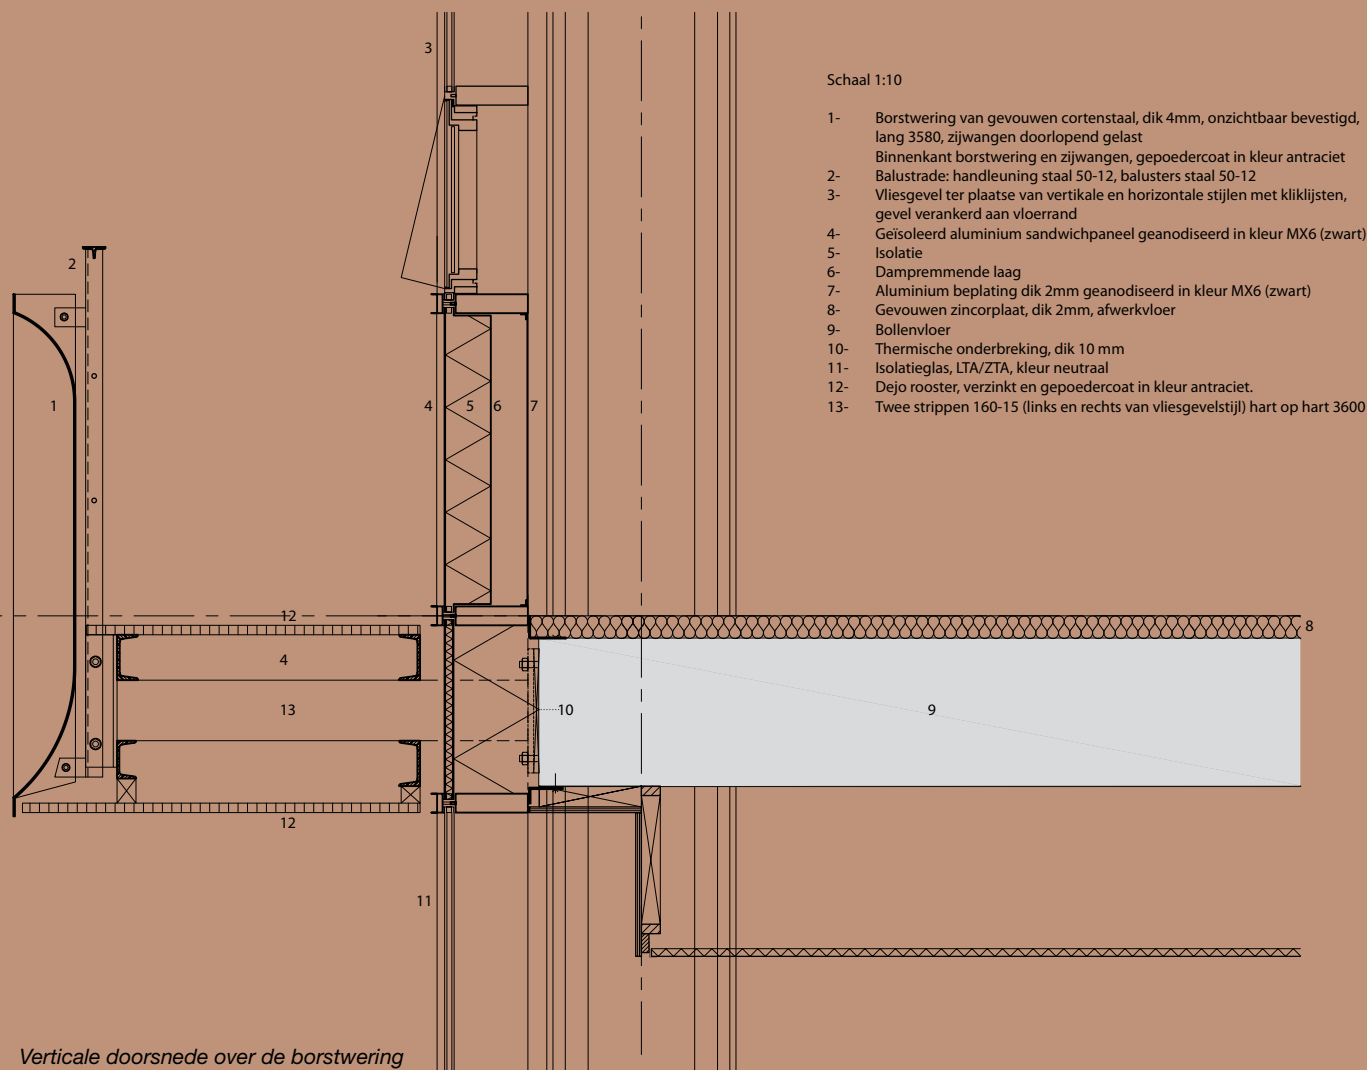 3
Schaal 1:10
1- Borstwering van gevouwen cortenstaal, dik 4mm, onzichtbaar bevestigd,
lang 3580, zijwangen doorlopend gelast
Binnenkant borstwering en zijwangen, gepoedercoat in kleur antraciet
2- Balustrade: handleuning staal 50-12, balusters staal 50-12
3- Vliesgevel ter plaatse van vertikale en horizontale stijlen met kliklijsten,
gevel verankerd aan vloerrand
4- Geïsoleerd aluminium sandwichpaneel geanodiseerd in kleur MX6 (zwart)
5- Isolatie
6- Dampremmende laag
7- Aluminium beplating dik 2mm geanodiseerd in kleur MX6 (zwart)
8- Gevouwen zincorplaat, dik 2mm, afwerkvloer
9- Bollenvloer
10- Thermische onderbreking, dik 10 mm
11- Isolatieglas, LTA/ZTA, kleur neutraal
12- Dejo rooster, verzinkt en gepoedercoat in kleur antraciet.
13- Twee strippen 160-15 (links en rechts van vliesgevelstijl) hart op hart 3600
2
1
4 5 6 7
12
8
4
13
10
9
12
11
Verticale doorsnede over de borstwering